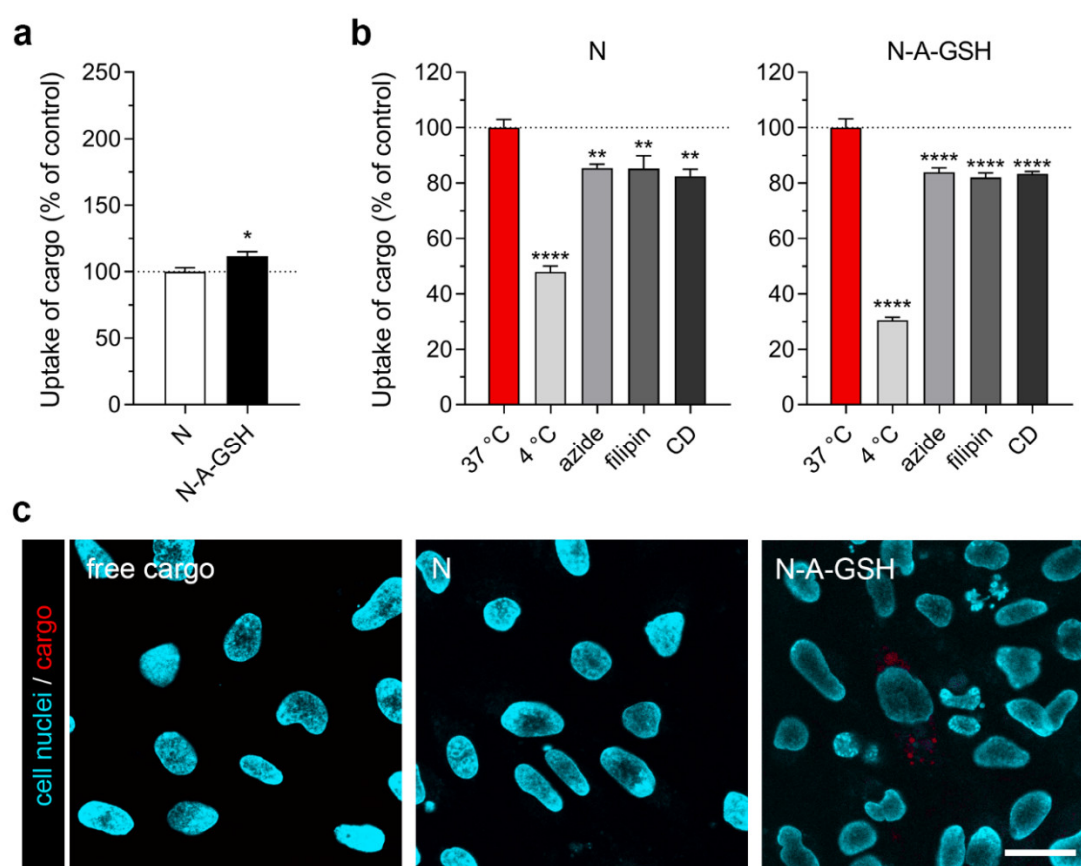 a
Uptake of cargo (% of control)
250
200
150
100
50
0
*
N
N-A-GSH
b
N
Uptake of cargo (% of control)
120
100
80
60
40
20
0
****
**
**
**
37 °C
4 °C
azide
filipin
CD
N-A-GSH
120
100
80
60
40
20
0
****
****
****
****
37 °C
4 °C
azide
filipin
CD
c
cell nuclei / cargo
free cargo
N
N-A-GSH